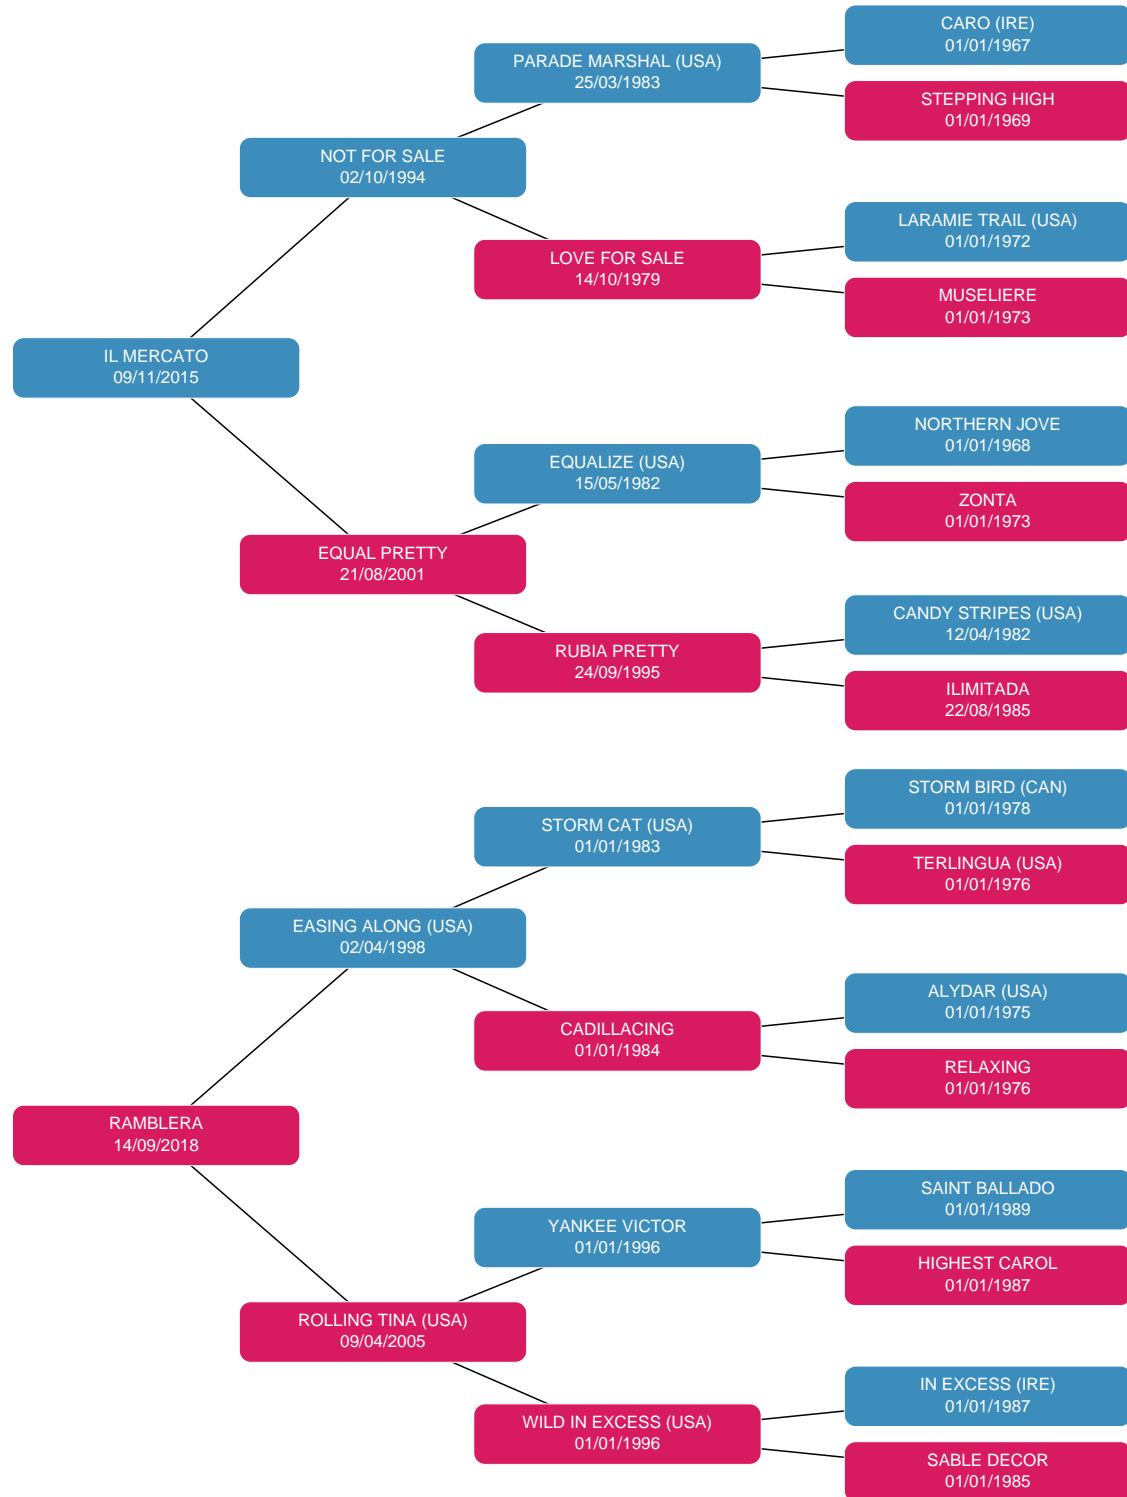 CARO (IRE)
01/01/1967
PARADE MARSHAL (USA)
25/03/1983
STEPPING HIGH
01/01/1969
NOT FOR SALE
02/10/1994
LARAMIE TRAIL (USA)
01/01/1972
LOVE FOR SALE
14/10/1979
MUSELIERE
01/01/1973
IL MERCATO
09/11/2015
NORTHERN JOVE
01/01/1968
EQUALIZE (USA)
15/05/1982
ZONTA
01/01/1973
EQUAL PRETTY
21/08/2001
CANDY STRIPES (USA)
12/04/1982
RUBIA PRETTY
24/09/1995
ILIMITADA
22/08/1985
STORM BIRD (CAN)
01/01/1978
STORM CAT (USA)
01/01/1983
TERLINGUA (USA)
01/01/1976
EASING ALONG (USA)
02/04/1998
ALYDAR (USA)
01/01/1975
CADILLACING
01/01/1984
RELAXING
01/01/1976
RAMBLERA
14/09/2018
SAINT BALLADO
01/01/1989
YANKEE VICTOR
01/01/1996
HIGHEST CAROL
01/01/1987
ROLLING TINA (USA)
09/04/2005
IN EXCESS (IRE)
01/01/1987
WILD IN EXCESS (USA)
01/01/1996
SABLE DECOR
01/01/1985